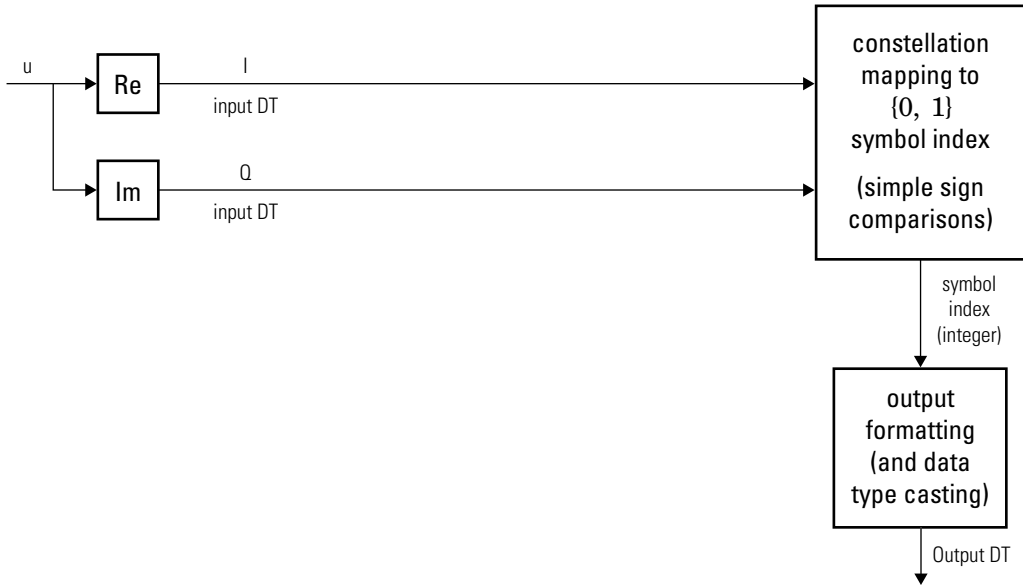 u
Re
I
input DT
Im
Q
input DT
constellation
mapping to
{0, 1}
symbol index
(simple sign
comparisons)
symbol
index
(integer)
output
formatting
(and data
type casting)
Output DT